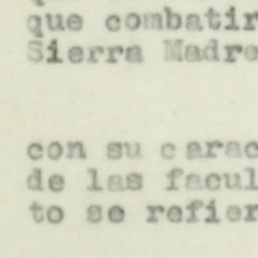 que combatir
Sierra Madre
con su carac
de las facul
to se refier